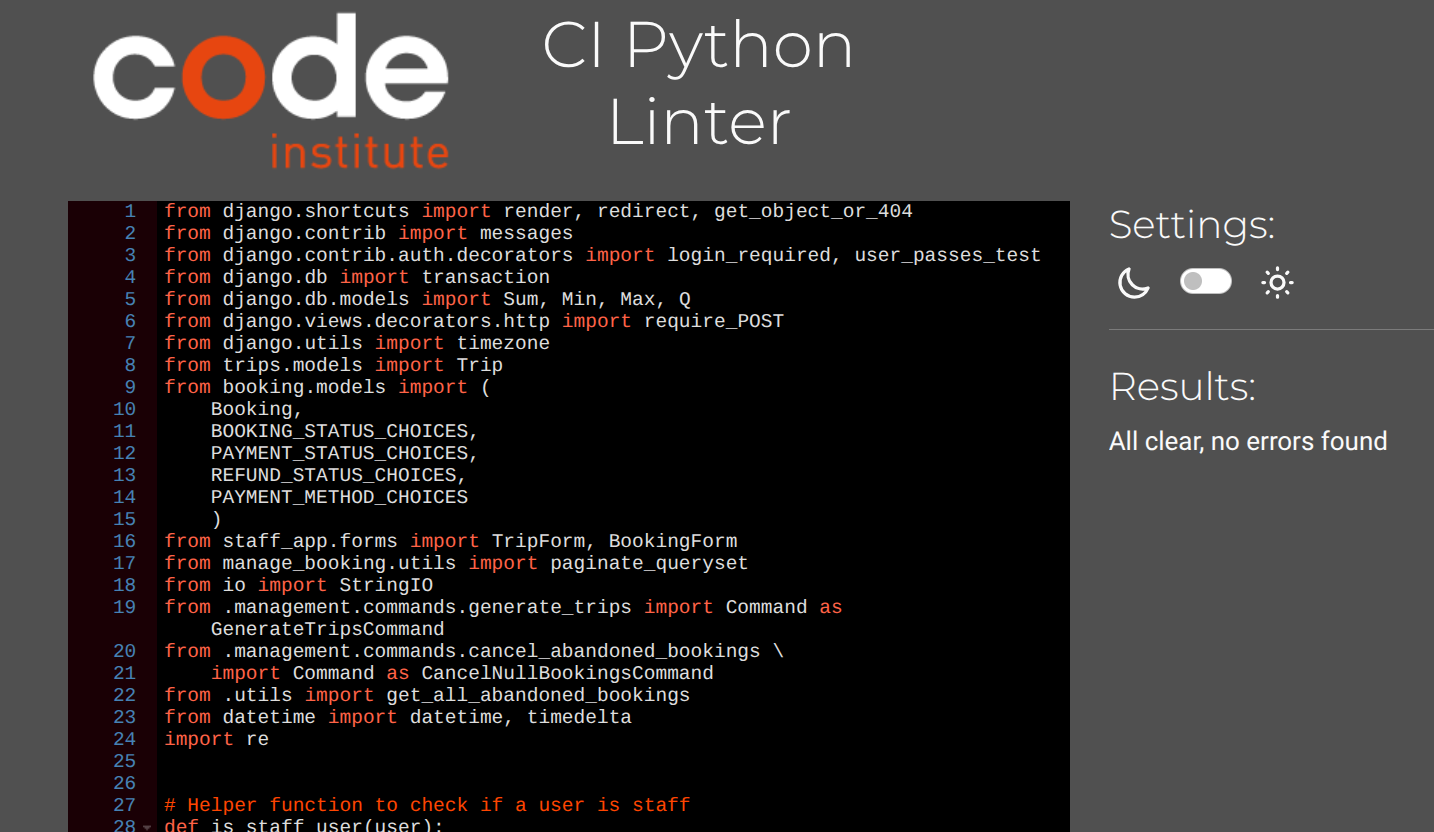 code
institute
CI Python
Linter
1 from django.shortcuts import render, redirect, get_object_or_404
2 from django.contrib import messages
3 from django.contrib.auth.decorators import login_required, user_passes_test
4 from django.db import transaction
5 from django.db.models import Sum, Min, Max, Q
6 from django.views.decorators.http import require_POST
7 from django.utils import timezone
8 from trips.models import Trip
9 from booking.models import (
10     Booking,
11     BOOKING_STATUS_CHOICES,
12     PAYMENT_STATUS_CHOICES,
13     REFUND_STATUS_CHOICES,
14     PAYMENT_METHOD_CHOICES
15     )
16 from staff_app.forms import TripForm, BookingForm
17 from manage_booking.utils import paginate_queryset
18 from io import StringIO
19 from .management.commands.generate_trips import Command as
    GenerateTripsCommand
20 from .management.commands.cancel_abandoned_bookings \
21     import Command as CancelNullBookingsCommand
22 from .utils import get_all_abandoned_bookings
23 from datetime import datetime, timedelta
24 import re
25
26
27 # Helper function to check if a user is staff
28 def is_staff_user(user):
Settings:
Results:
All clear, no errors found